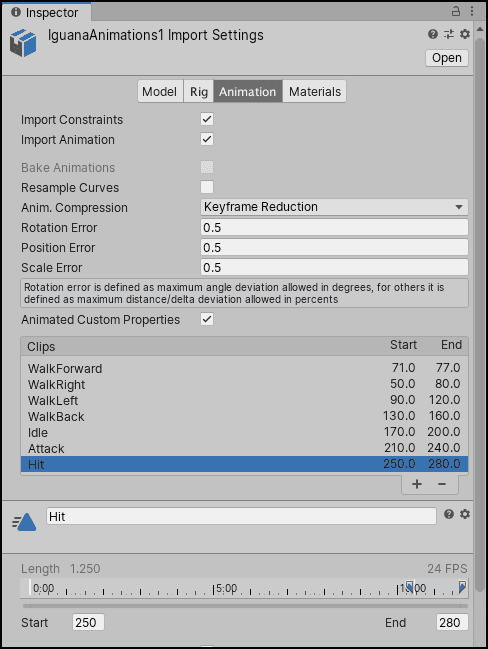 Inspector
IguanaAnimations1 Import Settings
Open
Model Rig Animation Materials
Import Constraints
Import Animation
Bake Animations
Resample Curves
Anim. Compression Keyframe Reduction
Rotation Error 0.5
Position Error 0.5
Scale Error 0.5
Rotation error is defined as maximum angle deviation allowed in degrees, for others it is
defined as maximum distance/delta deviation allowed in percents
Animated Custom Properties
Clips Start End
WalkForward 71.0 77.0
WalkRight 50.0 80.0
WalkLeft 90.0 120.0
WalkBack 130.0 160.0
Idle 170.0 200.0
Attack 210.0 240.0
Hit 250.0 280.0
Hit
Length 1.250 24 FPS
0:00 5:00
Start 250 End 280